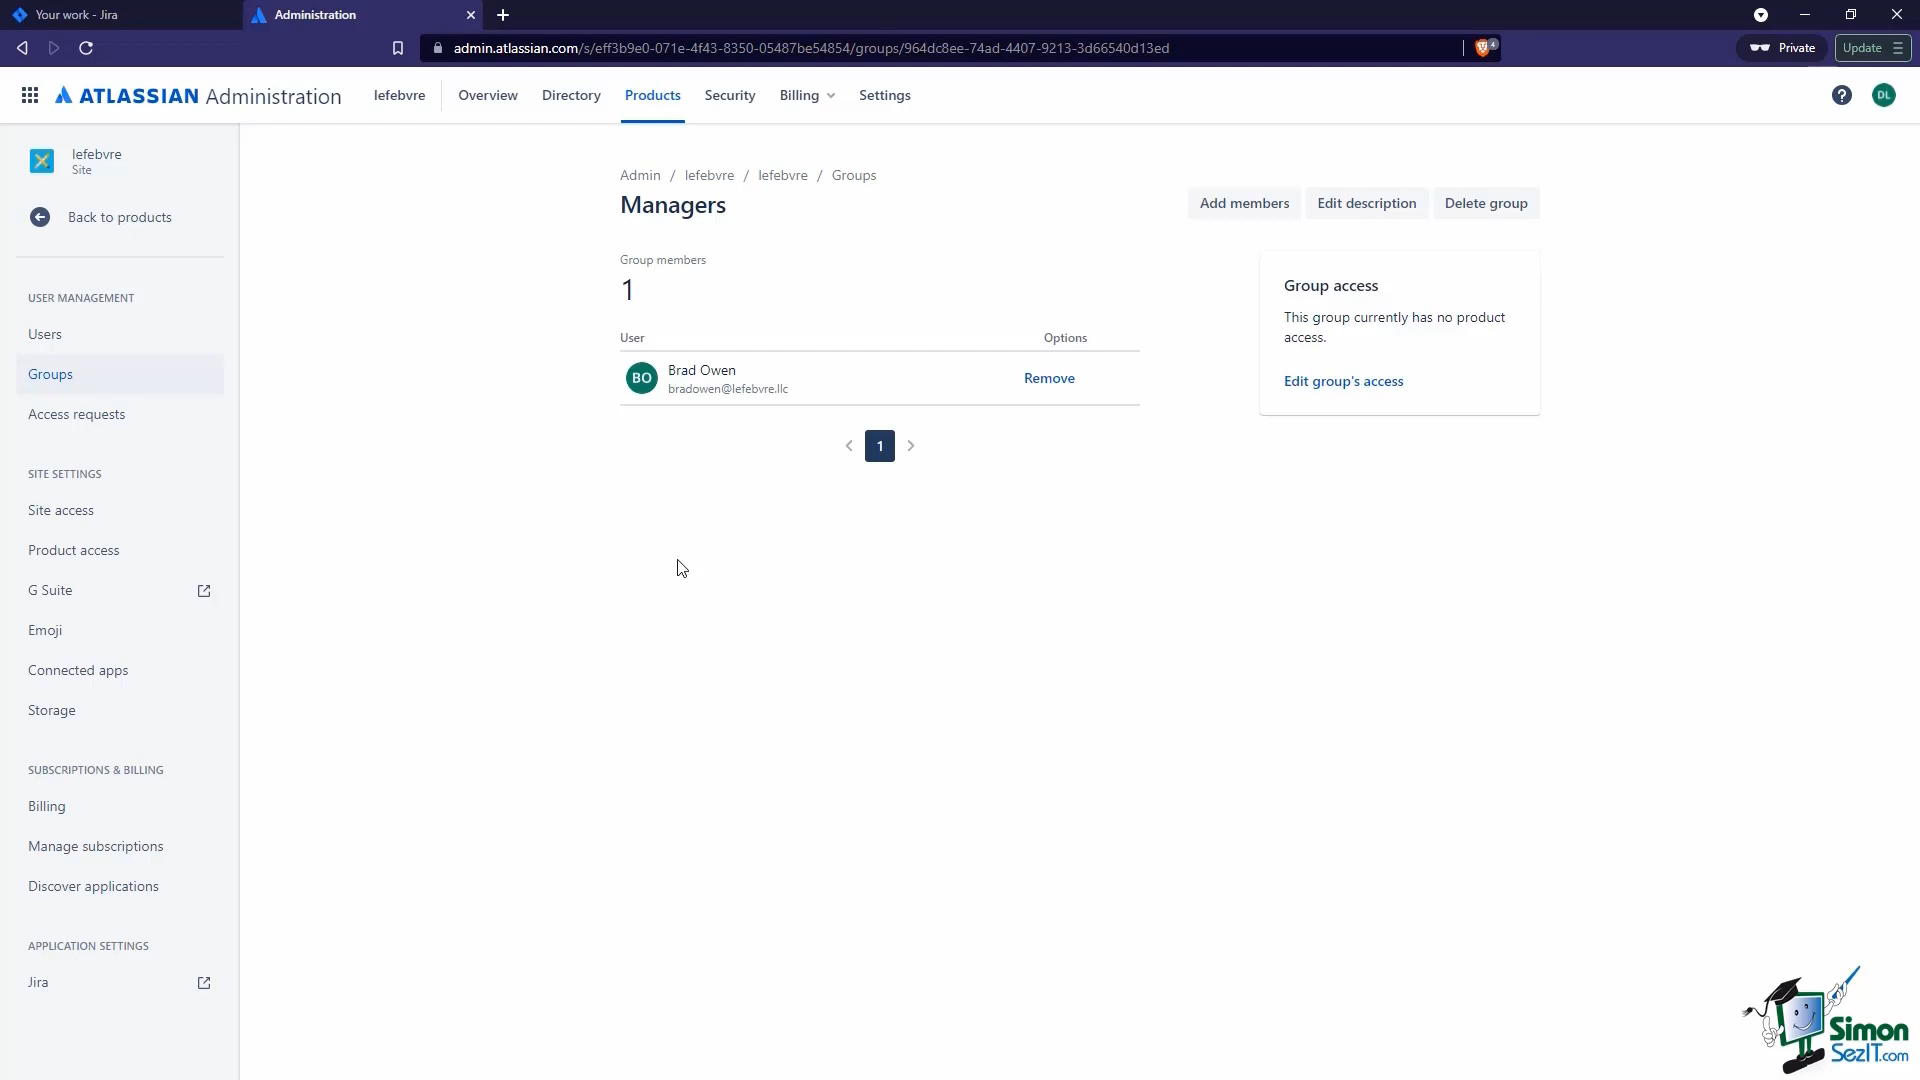 Your work - Jira
Administration
admin.atlassian.com/s/eff3b9e0-071e-4f43-8350-05487be54854/groups/964dc8ee-74ad-4407-9213-3d66540d13ed
4
Private
Update
ATLASSIAN Administration
lefebvre
Overview
Directory
Products
Security
Billing
Settings
?
DL
lefebvre
Site
Back to products
USER MANAGEMENT
Users
Groups
Access requests
SITE SETTINGS
Site access
Product access
G Suite
Emoji
Connected apps
Storage
SUBSCRIPTIONS & BILLING
Billing
Manage subscriptions
Discover applications
APPLICATION SETTINGS
Jira
Admin / lefebvre / lefebvre / Groups
Managers
Add members
Edit description
Delete group
Group members
1
User
Options
BO
Brad Owen
bradowen@lefebvre.llc
Remove
1
Group access
This group currently has no product
access.
Edit group's access
Simon
SezIT.com